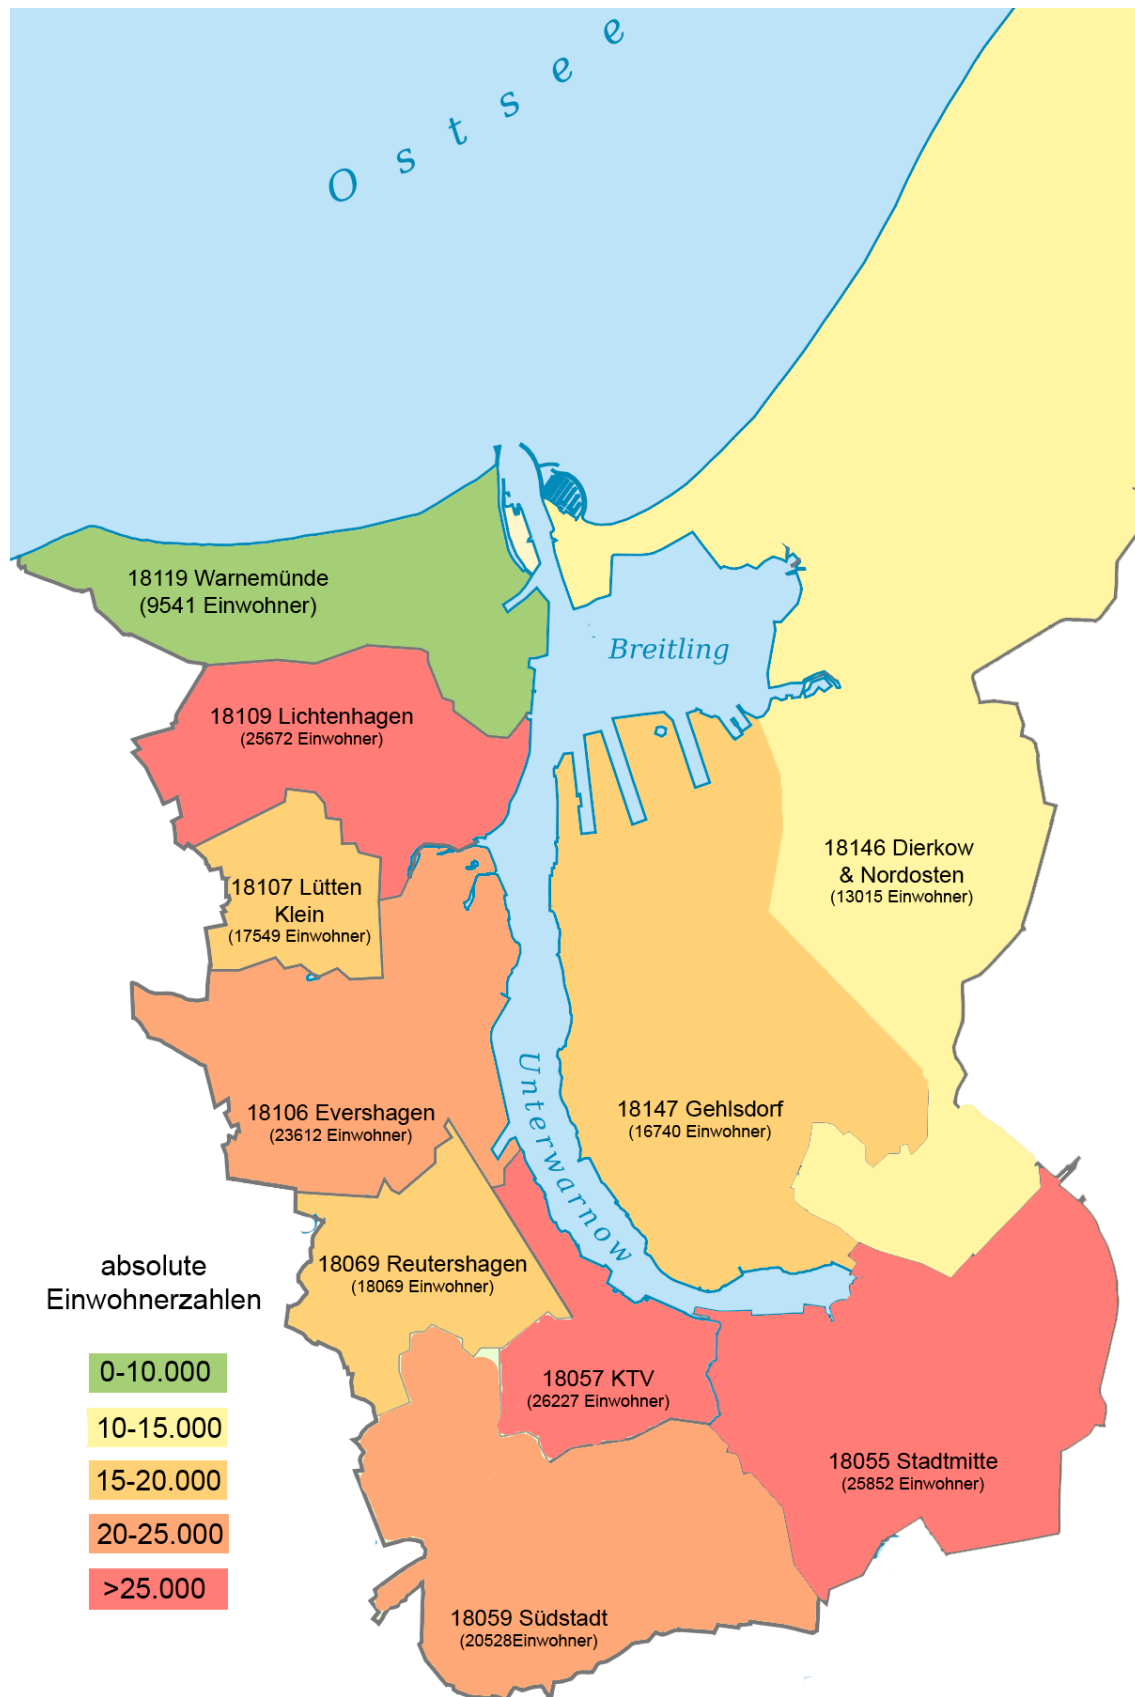 Ostsee
18119 Warnemünde
(9541 Einwohner)
Breitling
18109 Lichtenhagen
(25672 Einwohner)
18107 Lütten
Klein
(17549 Einwohner)
18146 Dierkow
& Nordosten
(13015 Einwohner)
Unterwarnow
18106 Evershagen
(23612 Einwohner)
18147 Gehlsdorf
(16740 Einwohner)
18069 Reutershagen
(18069 Einwohner)
18057 KTV
(26227 Einwohner)
18055 Stadtmitte
(25852 Einwohner)
18059 Südstadt
(20528Einwohner)
absolute
Einwohnerzahlen
0-10.000
10-15.000
15-20.000
20-25.000
>25.000